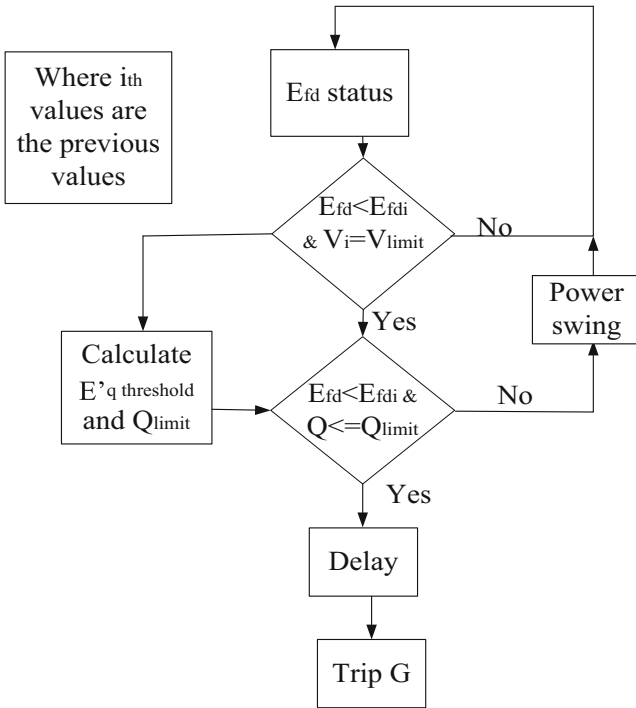 Where ith
values are
the previous
values
Efd status
Efd<Efdi
& Vi=Vlimit
No
Yes
Power
swing
Calculate
E’q threshold
and Qlimit
Efd<Efdi &
Q<=Qlimit
No
Yes
Delay
Trip G